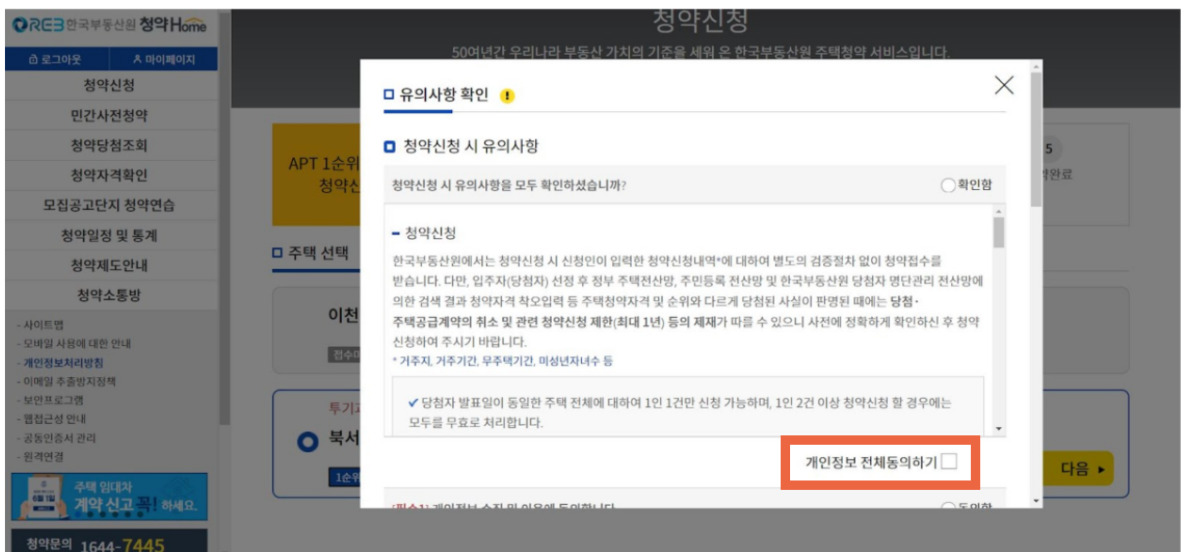 REB 한국부동산원 청약Home
로그아웃
마이페이지
청약신청
민간사전청약
청약당첨조회
청약자격확인
모집공고단지 청약연습
청약일정 및 통계
청약제도안내
청약소통방
- 사이트맵
- 모바일 사용에 대한 안내
- 개인정보처리방침
- 이메일 추출방지정책
- 보안프로그램
- 웹접근성 안내
- 공동인증서 관리
- 원격연결
주택 임대차
계약 신고 꼭! 하세요.
6월 1일
청약문의 1644-7445
청약신청
50여년간 우리나라 부동산 가치의 기준을 세워 온 한국부동산원 주택청약 서비스입니다.
APT 1순위
청약신
5
주택 선택
이천
투기고
북서
1순위
다음 ▸
유의사항 확인 !
청약신청 시 유의사항
청약신청 시 유의사항을 모두 확인하셨습니까?
확인함
청약신청
한국부동산원에서는 청약신청 시 신청인이 입력한 청약신청내역*에 대하여 별도의 검증절차 없이 청약접수를
받습니다. 다만, 입주자(당첨자) 선정 후 정부 주택전산망, 주민등록 전산망 및 한국부동산원 당첨자 명단관리 전산망에
의한 검색 결과 청약자격 착오입력 등 주택청약자격 및 순위와 다르게 당첨된 사실이 판명된 때에는 당첨·
주택공급계약의 취소 및 관련 청약신청 제한(최대 1년) 등의 제재가 따를 수 있으니 사전에 정확하게 확인하신 후 청약
신청하여 주시기 바랍니다.
* 거주지, 거주기간, 무주택기간, 미성년자녀수 등
✔ 당첨자 발표일이 동일한 주택 전체에 대하여 1인 1건만 신청 가능하며, 1인 2건 이상 청약신청 할 경우에는
모두를 무효로 처리합니다.
개인정보 전체동의하기